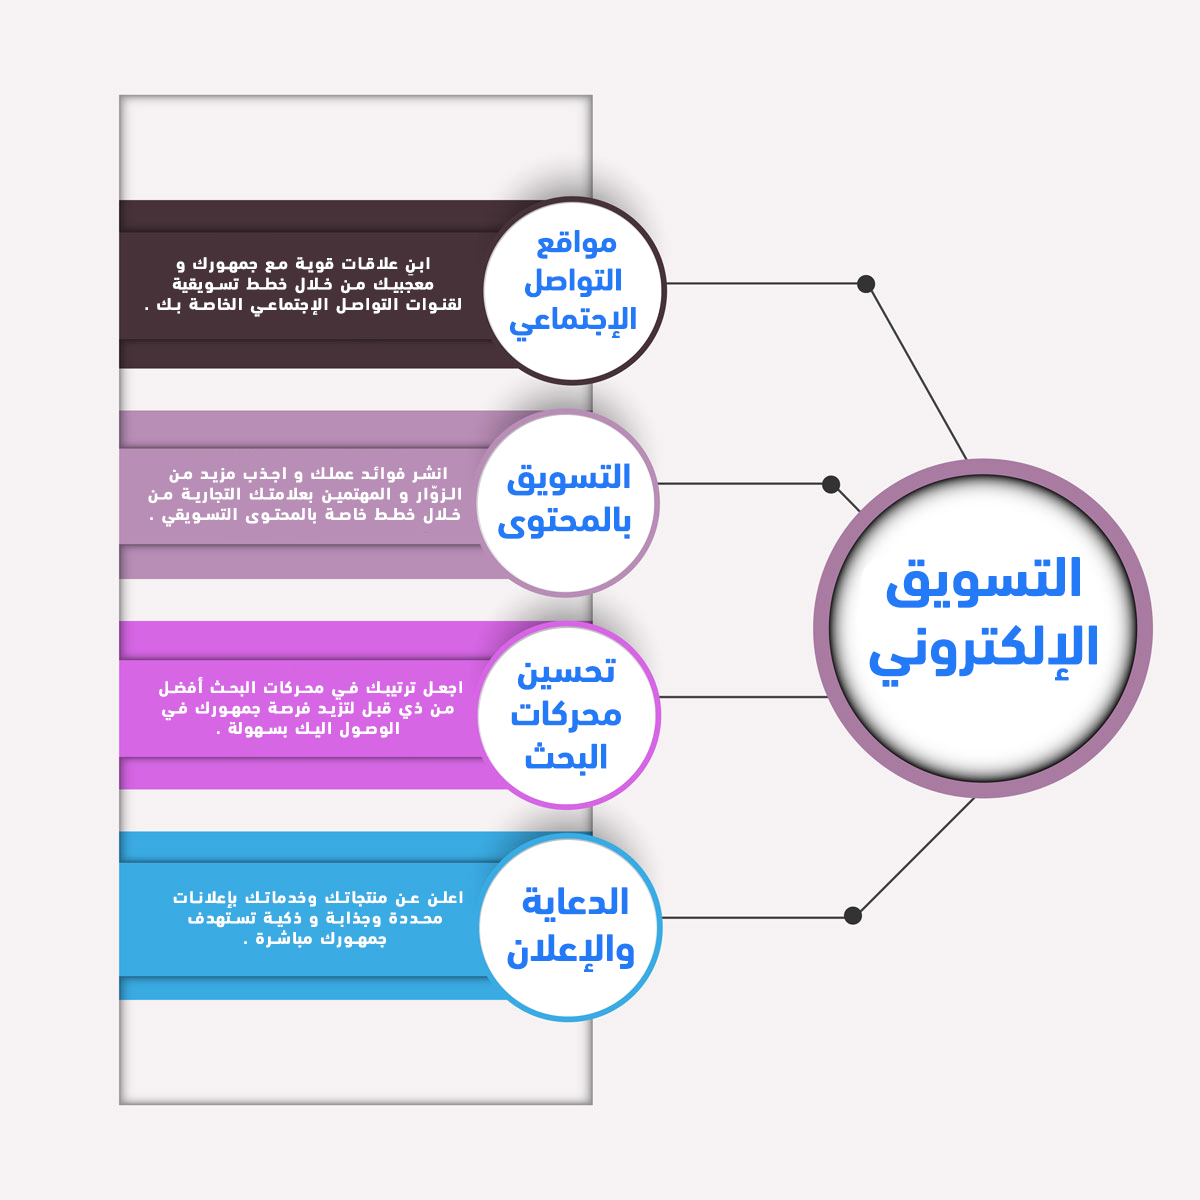 التسويق
الإلكتروني
مواقع
التواصل
الإجتماعي
ابنِ علاقات قوية مع جمهورك و
معجبيك من خلال خطط تسويقية
لقنوات التواصل الإجتماعي الخاصة بك .
التسويق
بالمحتوى
انشر فوائد عملك و اجذب مزيد من
الزوّار و المهتمين بعلامتك التجارية من
خلال خطط خاصة بالمحتوى التسويقي .
تحسين
محركات
البحث
اجعل ترتيبك في محركات البحث أفضل
من ذي قبل لتزيد فرصة جمهورك في
الوصول اليك بسهولة .
الدعاية
والإعلان
اعلن عن منتجاتك وخدماتك بإعلانات
محددة وجذابة و ذكية تستهدف
جمهورك مباشرة .